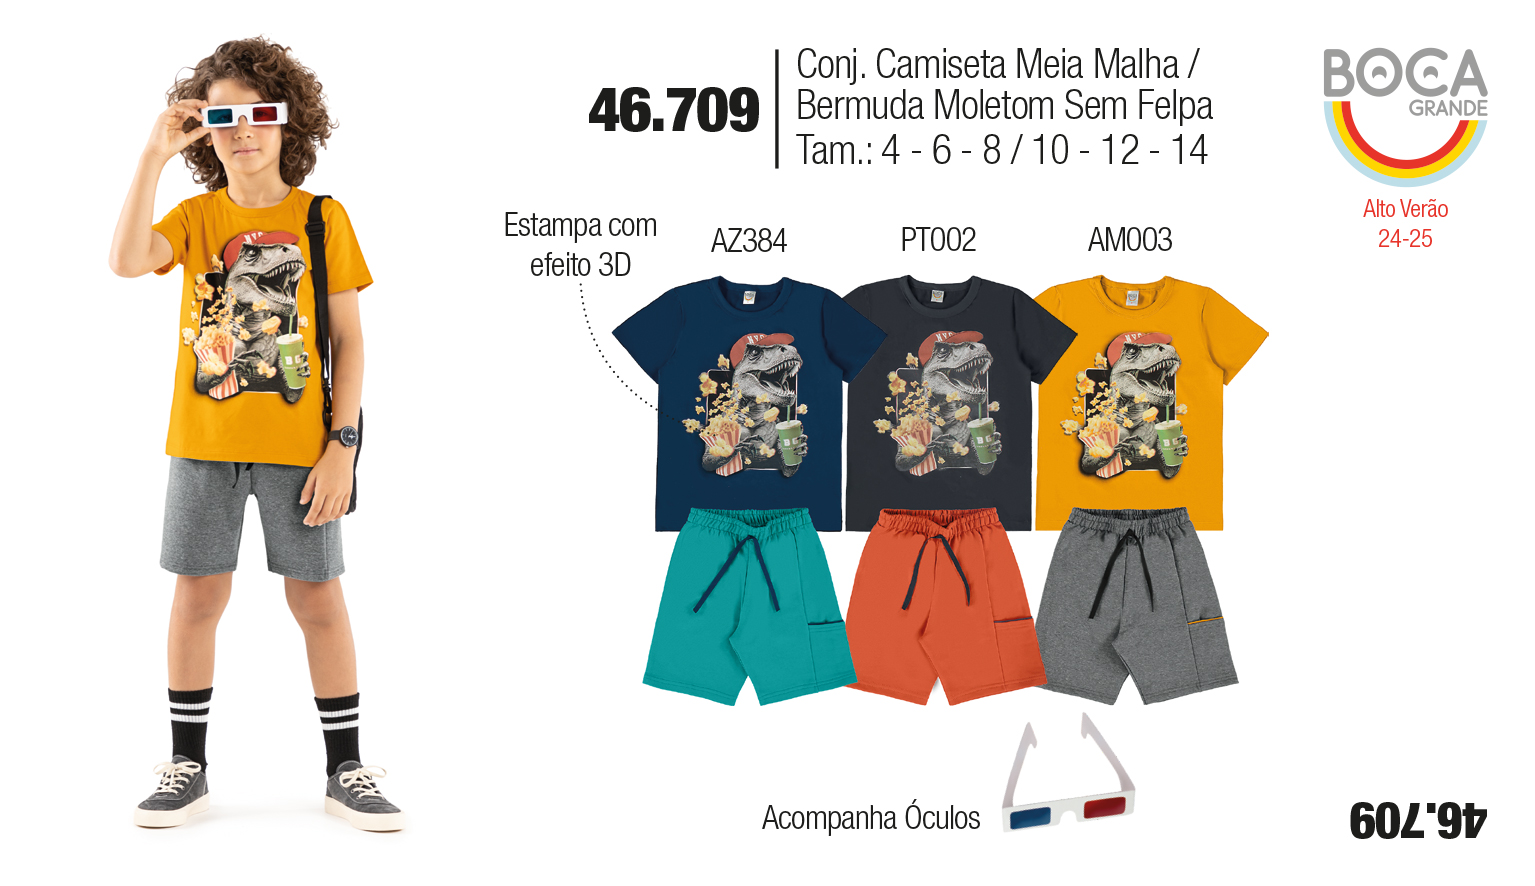 46.709
Conj. Camiseta Meia Malha /
Bermuda Moletom Sem Felpa
Tam.: 4 - 6 - 8 / 10 - 12 - 14
BOCA
GRANDE
Alto Verão
24-25
Estampa com
efeito 3D
AZ384
PT002
AM003
Acompanha Óculos
46.709